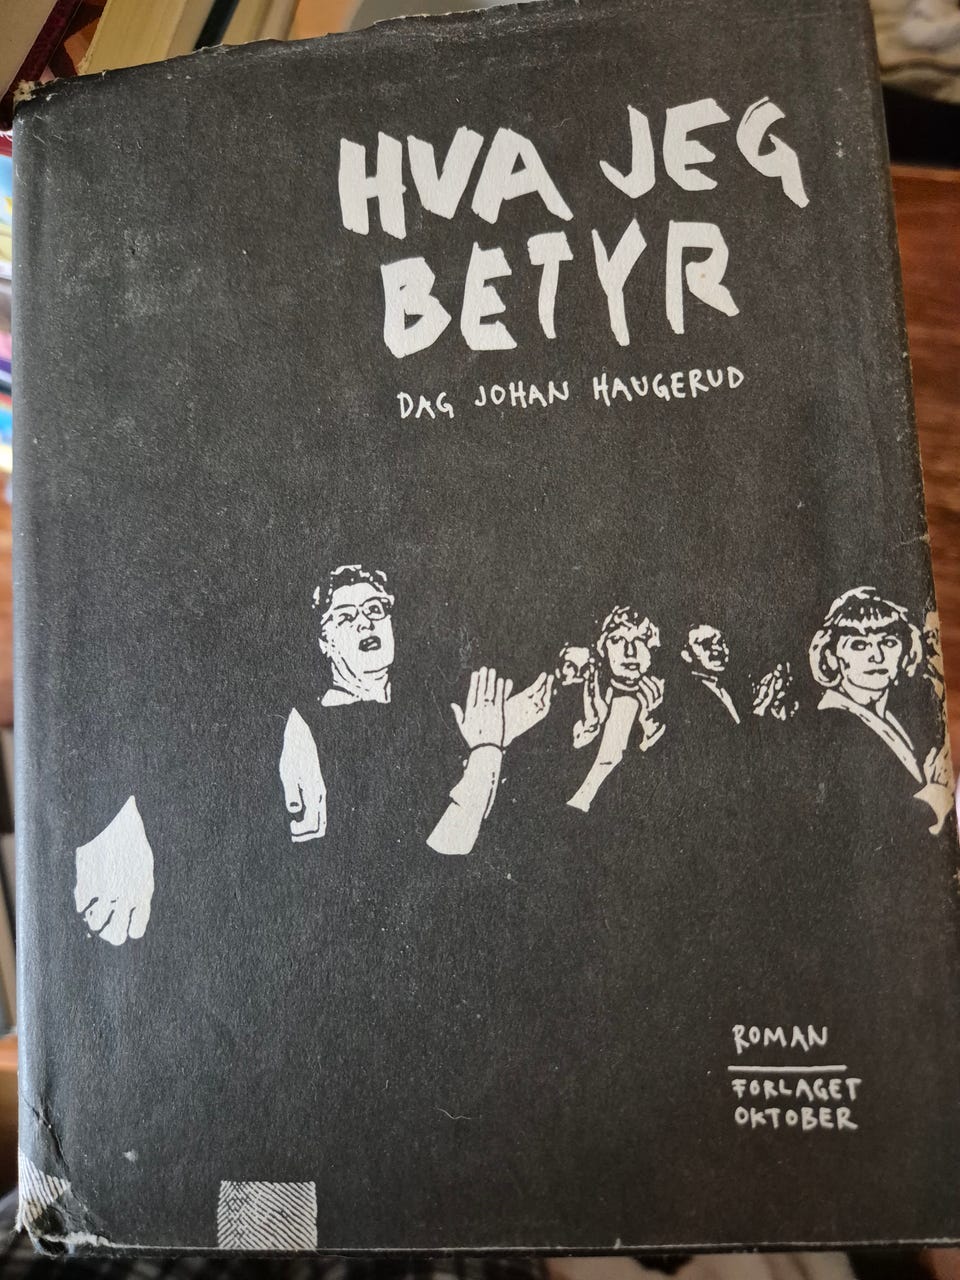 HVA JEG
BETYR
DAG JOHAN HAUGERUD
ROMAN
FORLAGET
OKTOBER